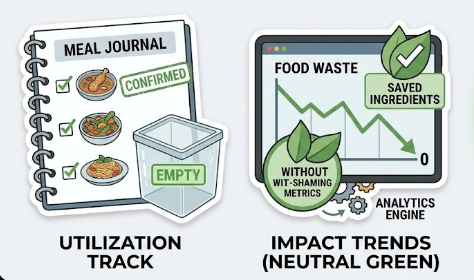 MEAL JOURNAL
CONFIRMED
EMPTY
UTILIZATION
TRACK
FOOD WASTE
SAVED
INGREDIENTS
0
WITHOUT
WIT-SHAMING
METRICS
ANALYTICS
ENGINE
IMPACT TRENDS
(NEUTRAL GREEN)